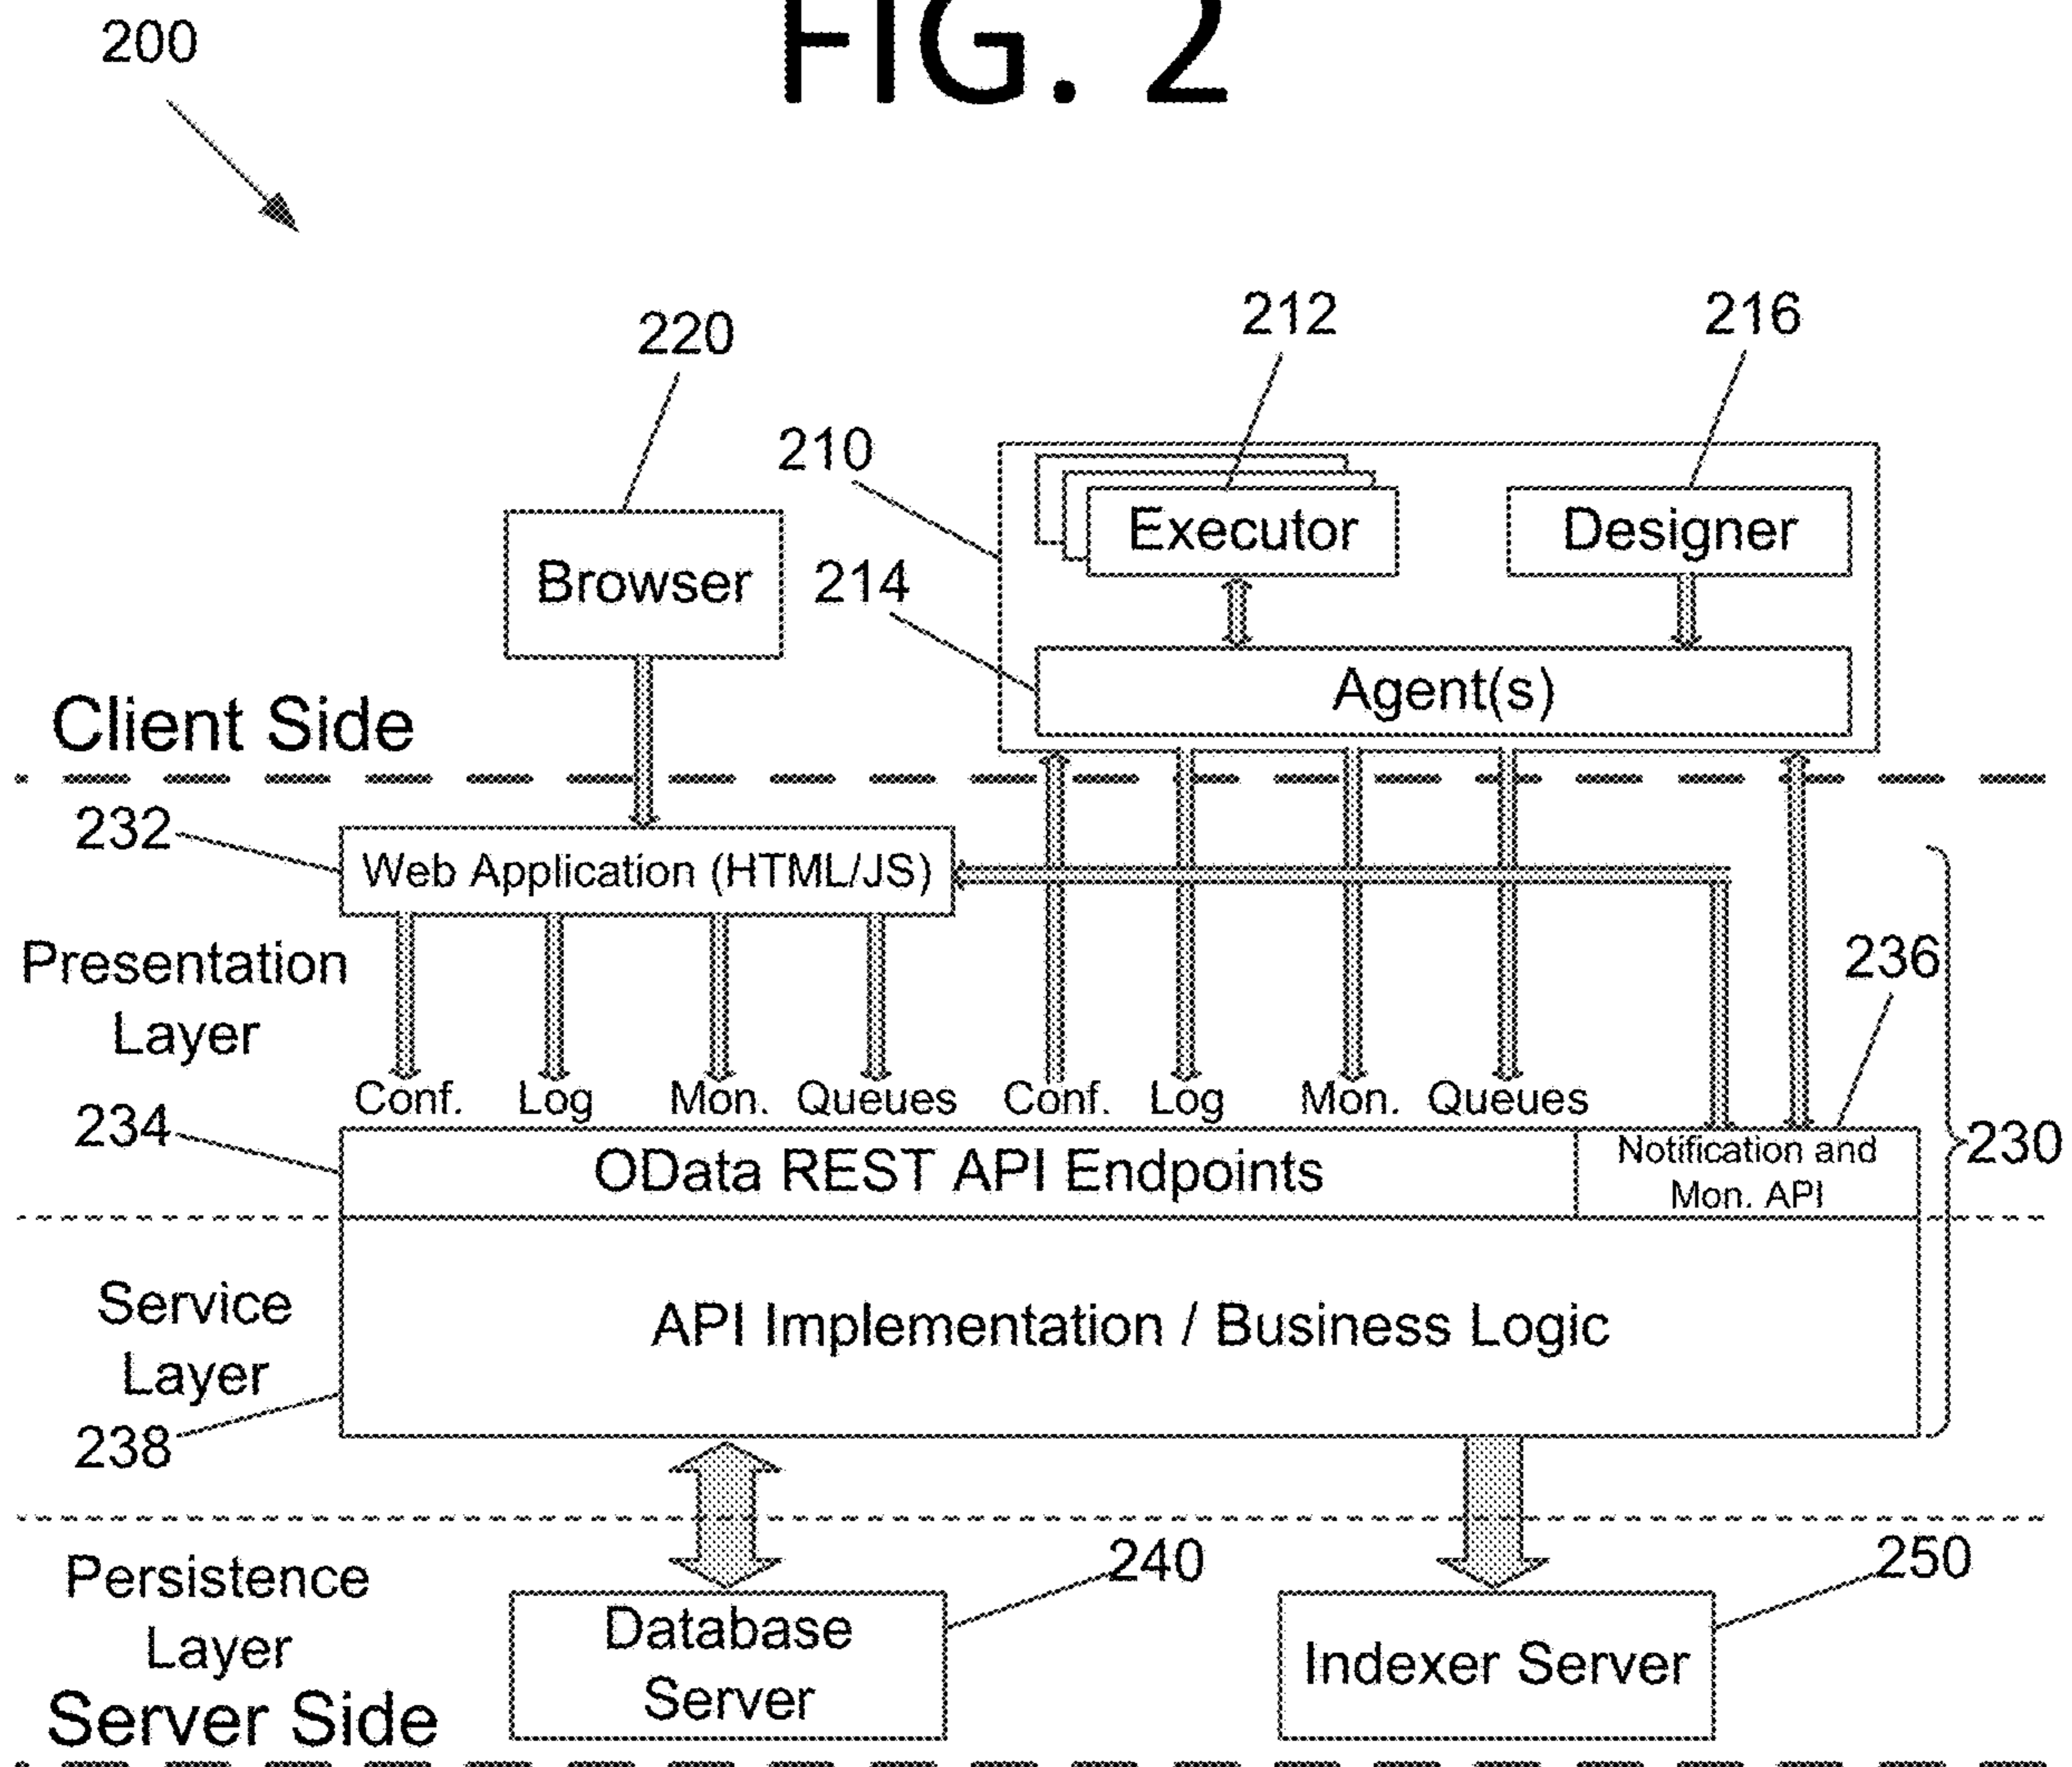 FIG. 2
200
220
212
216
210
Executor
Designer
Browser
214
Agent(s)
Client Side
232
Web Application (HTML/JS)
Presentation
Layer
236
Conf.
Log
Mon.
Queues
Conf.
Log
Mon.
Queues
234
OData REST API Endpoints
Notification and
Mon. API
230
Service
Layer
API Implementation / Business Logic
238
240
250
Persistence
Layer
Database
Server
Indexer Server
Server Side